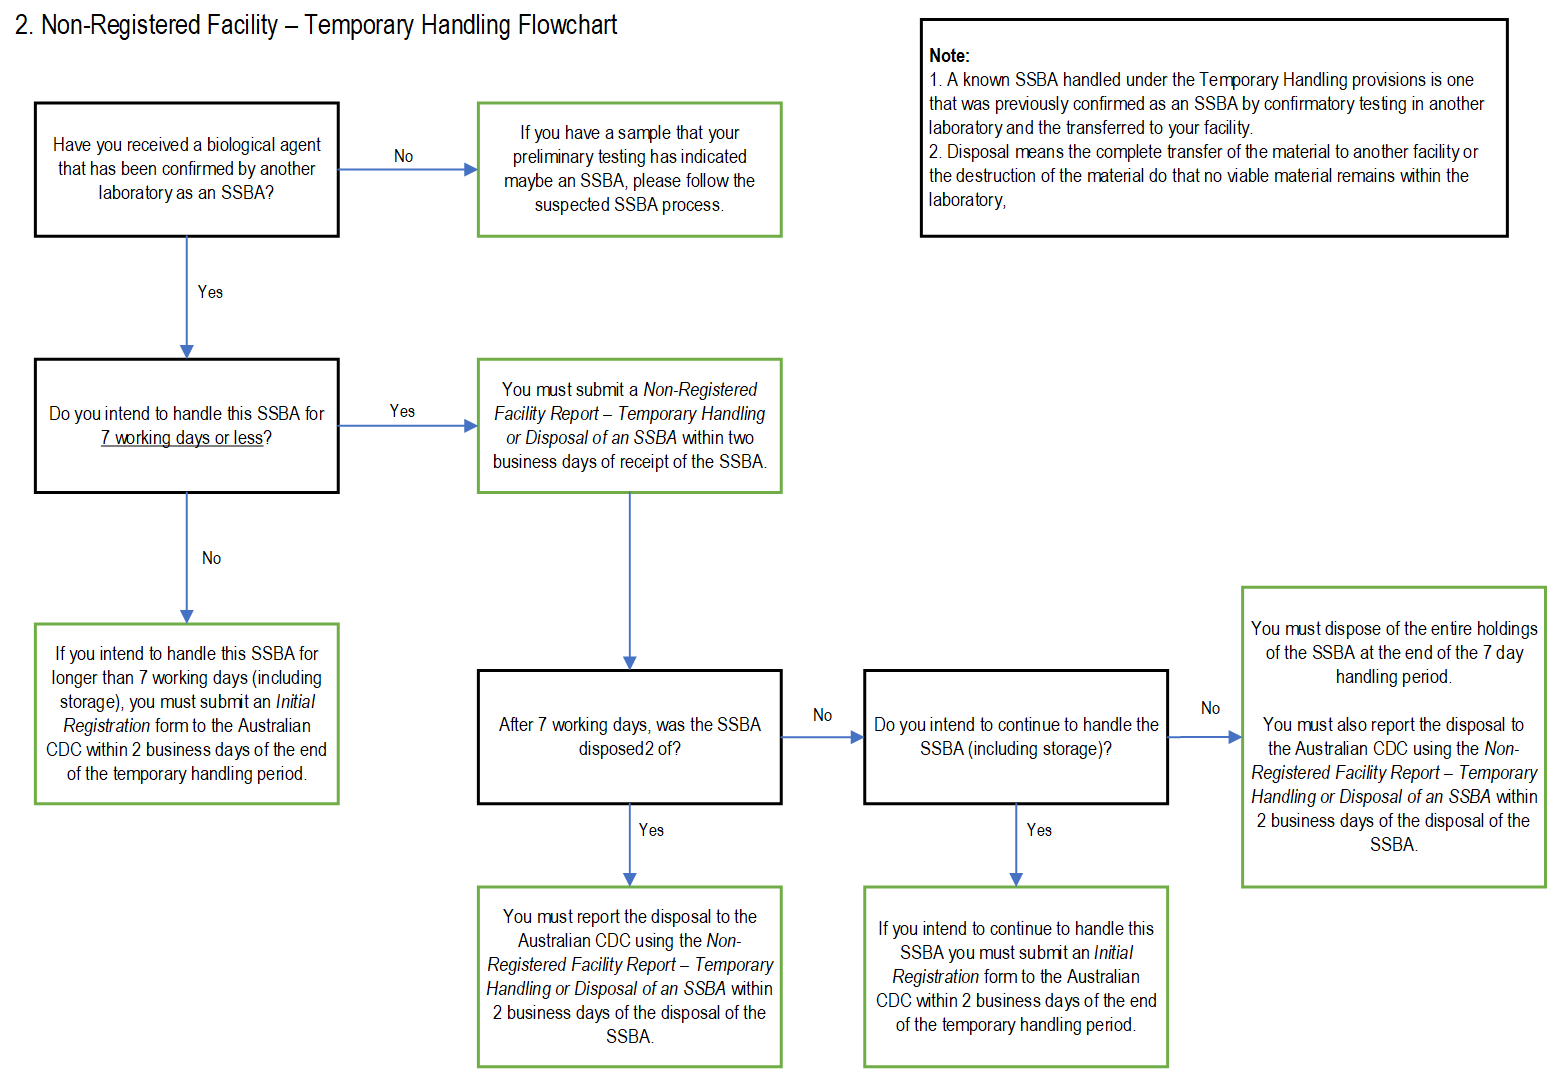 2. Non-Registered Facility – Temporary Handling Flowchart
Note:
1. A known SSBA handled under the Temporary Handling provisions is one
that was previously confirmed as an SSBA by confirmatory testing in another
laboratory and the transferred to your facility.
2. Disposal means the complete transfer of the material to another facility or
the destruction of the material do that no viable material remains within the
laboratory,
Have you received a biological agent
that has been confirmed by another
laboratory as an SSBA?
No
If you have a sample that your
preliminary testing has indicated
maybe an SSBA, please follow the
suspected SSBA process.
Yes
Do you intend to handle this SSBA for
7 working days or less?
Yes
You must submit a Non-Registered
Facility Report – Temporary Handling
or Disposal of an SSBA within two
business days of receipt of the SSBA.
No
If you intend to handle this SSBA for
longer than 7 working days (including
storage), you must submit an Initial
Registration form to the Australian
CDC within 2 business days of the end
of the temporary handling period.
After 7 working days, was the SSBA
disposed2 of?
No
Do you intend to continue to handle the
SSBA (including storage)?
No
You must dispose of the entire holdings
of the SSBA at the end of the 7 day
handling period.
You must also report the disposal to
the Australian CDC using the Non-
Registered Facility Report – Temporary
Handling or Disposal of an SSBA within
2 business days of the disposal of the
SSBA.
Yes
You must report the disposal to the
Australian CDC using the Non-
Registered Facility Report – Temporary
Handling or Disposal of an SSBA within
2 business days of the disposal of the
SSBA.
Yes
If you intend to continue to handle this
SSBA you must submit an Initial
Registration form to the Australian
CDC within 2 business days of the end
of the temporary handling period.